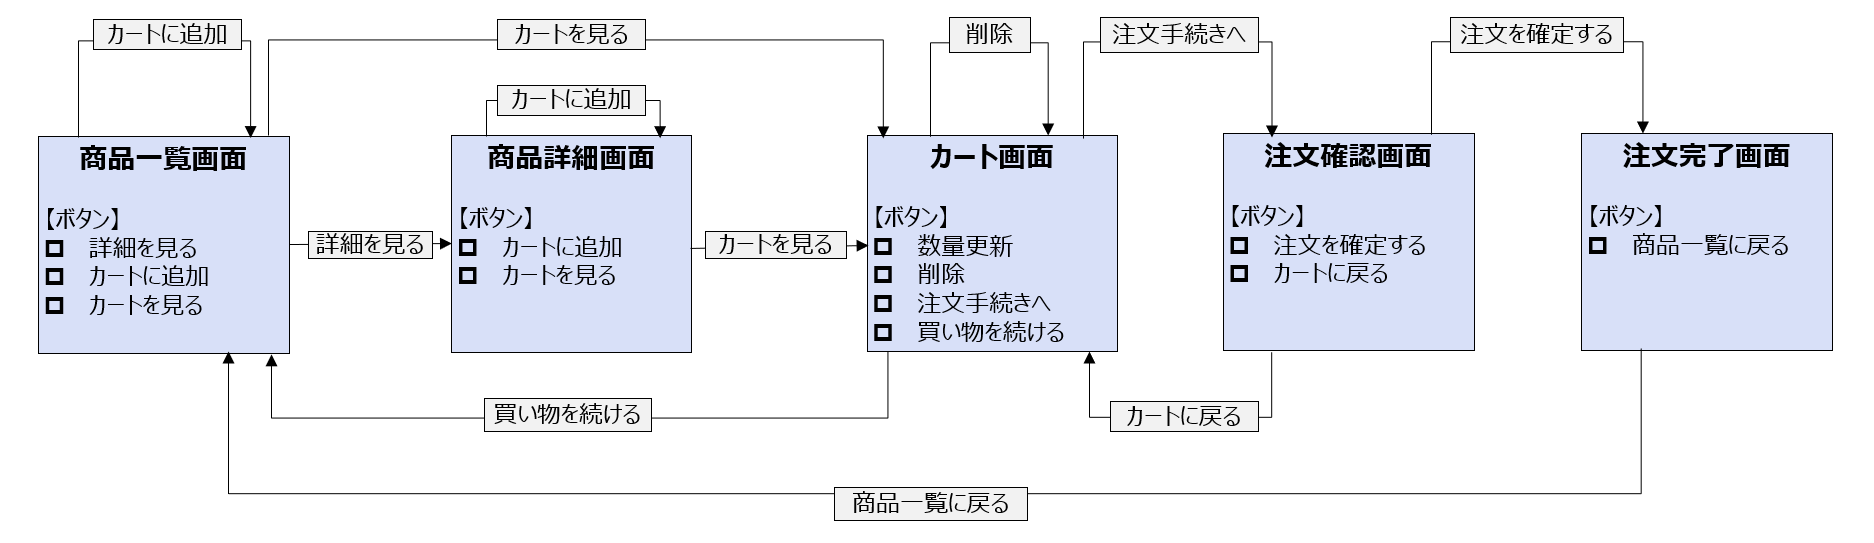 カートに追加
カートを見る
削除
注文手続きへ
注文を確定する
カートに追加
商品一覧画面
【ボタン】
詳細を見る
カートに追加
カートを見る
詳細を見る
商品詳細画面
【ボタン】
カートに追加
カートを見る
カートを見る
カート画面
【ボタン】
数量更新
削除
注文手続きへ
買い物を続ける
注文確認画面
【ボタン】
注文を確定する
カートに戻る
注文完了画面
【ボタン】
商品一覧に戻る
買い物を続ける
カートに戻る
商品一覧に戻る